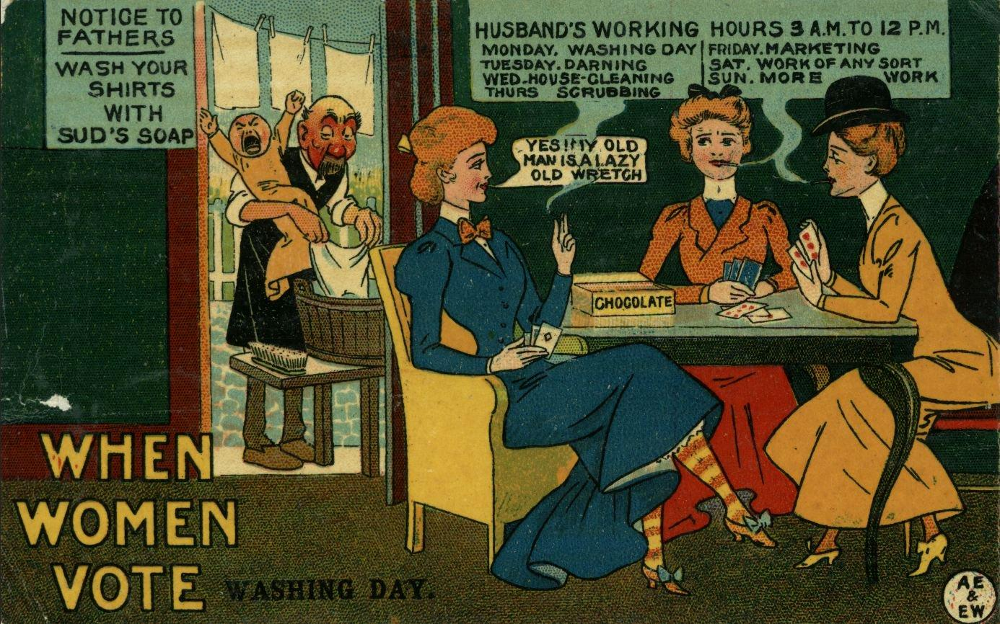 NOTICE TO
FATHERS
WASH YOUR
SHIRTS
WITH
SUD'S SOAP
HUSBAND'S WORKING HOURS 3 A.M. TO 12 P.M.
MONDAY. WASHING DAY
TUESDAY. DARNING
WED. HOUSE-CLEANING
THURS SCRUBBING
FRIDAY. MARKETING
SAT. WORK OF ANY SORT
SUN. MORE WORK
YES! MY OLD
MAN IS A LAZY
OLD WRETCH
CHOCOLATE
WHEN
WOMEN
VOTE
WASHING DAY.
A.E
&
E W